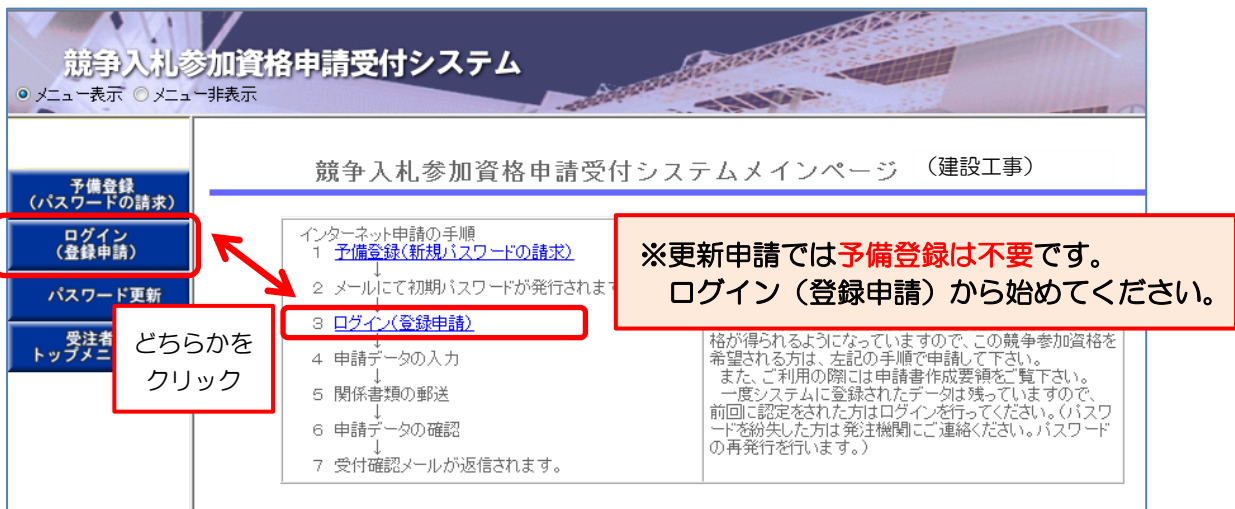 競争入札参加資格申請受付システム
メニュー表示 メニュー非表示
競争入札参加資格申請受付システムメインページ （建設工事）
予備登録
（パスワードの請求）
ログイン
（登録申請）
パスワード更新
受注者
トップメニ
どちらかを
クリック
インターネット申請の手順
1 予備登録(新規パスワードの請求)
↓
2 メールにて初期パスワードが発行されます
3 ログイン(登録申請)
↓
4 申請データの入力
↓
5 関係書類の郵送
↓
6 申請データの確認
↓
7 受付確認メールが返信されます。
※更新申請では予備登録は不要です。
ログイン（登録申請）から始めてください。
格が得られるようになっていますので、この競争参加資格を
希望される方は、左記の手順で申請して下さい。
また、ご利用の際には申請書作成要領をご覧下さい。
一度システムに登録されたデータは残っていますので、
前回に認定をされた方はログインを行ってください。(パスワ
ードを紛失した方は発注機関にご連絡ください。パスワード
の再発行を行います。)